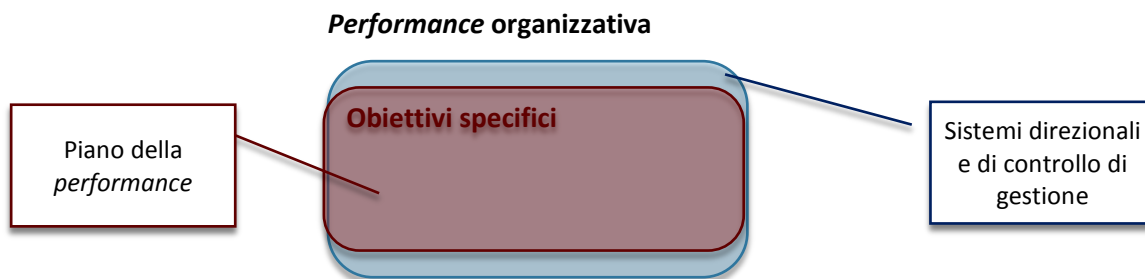 Performance organizzativa
Obiettivi specifici
Piano della
performance
Sistemi direzionali
e di controllo di
gestione